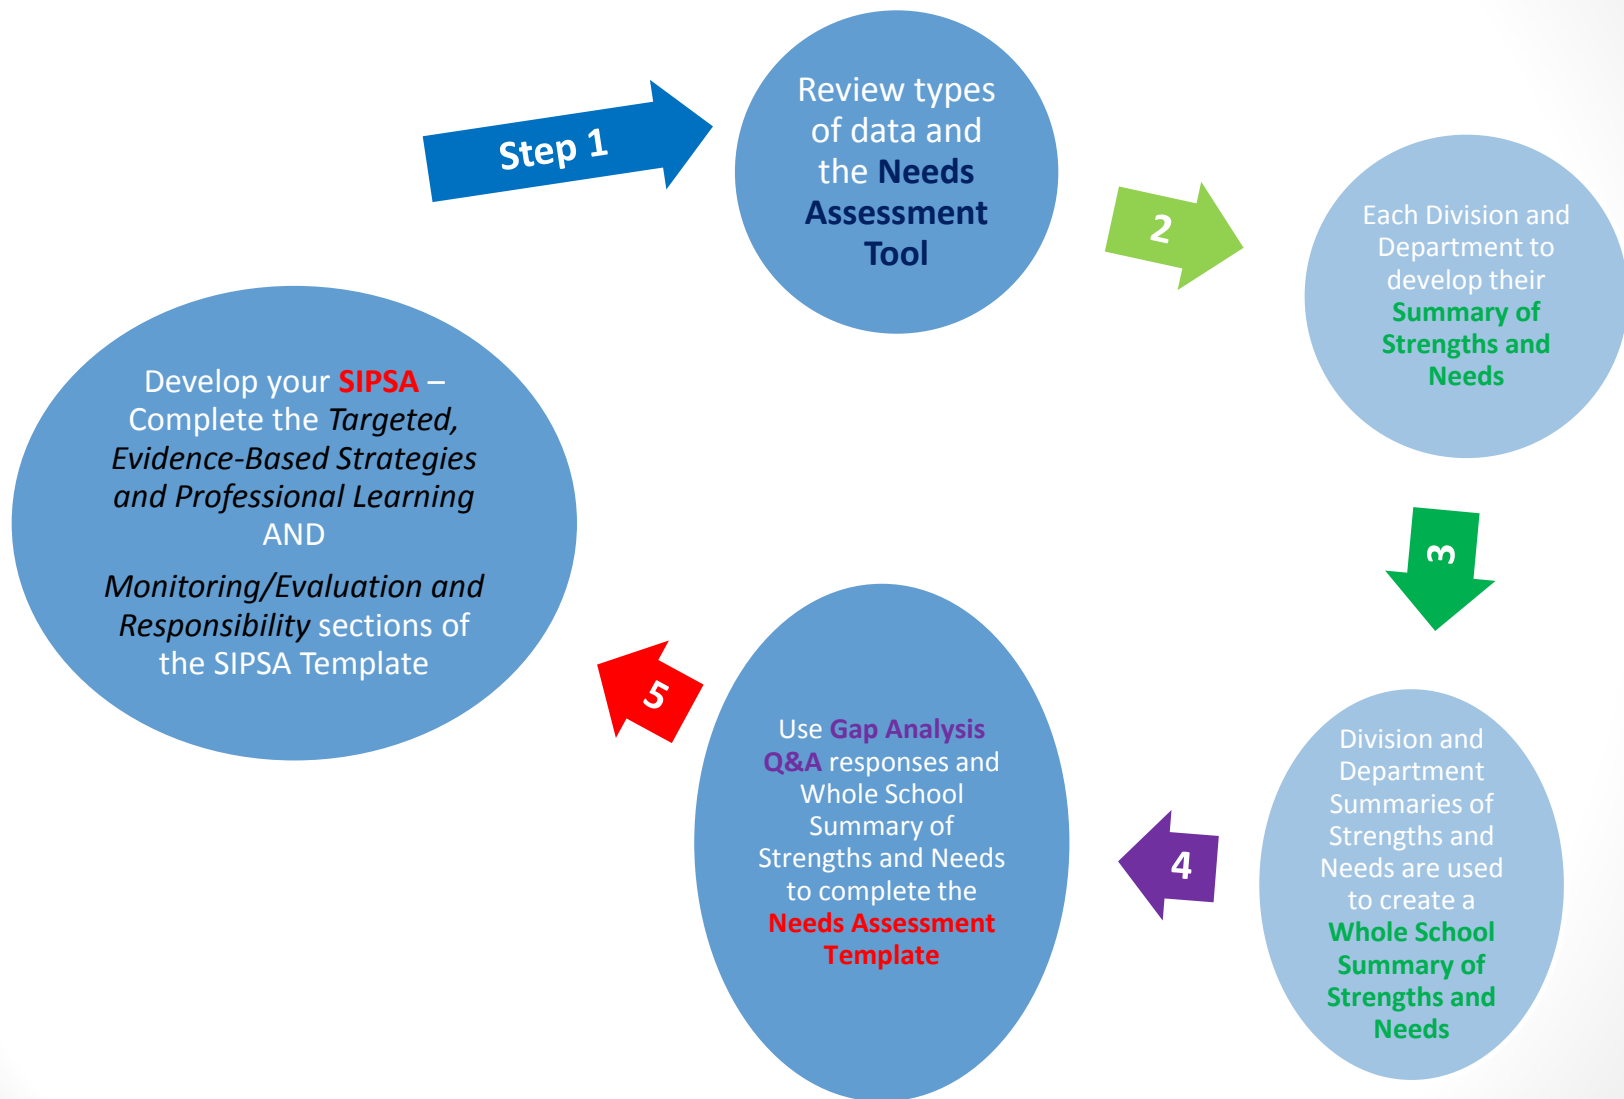 Step 1
Review types
of data and
the Needs
Assessment
Tool
2
Each Division and
Department to
develop their
Summary of
Strengths and
Needs
3
Division and
Department
Summaries of
Strengths and
Needs are used
to create a
Whole School
Summary of
Strengths and
Needs
4
Use Gap Analysis
Q&A responses and
Whole School
Summary of
Strengths and Needs
to complete the
Needs Assessment
Template
5
Develop your SIPSA –
Complete the Targeted,
Evidence-Based Strategies
and Professional Learning
AND
Monitoring/Evaluation and
Responsibility sections of
the SIPSA Template